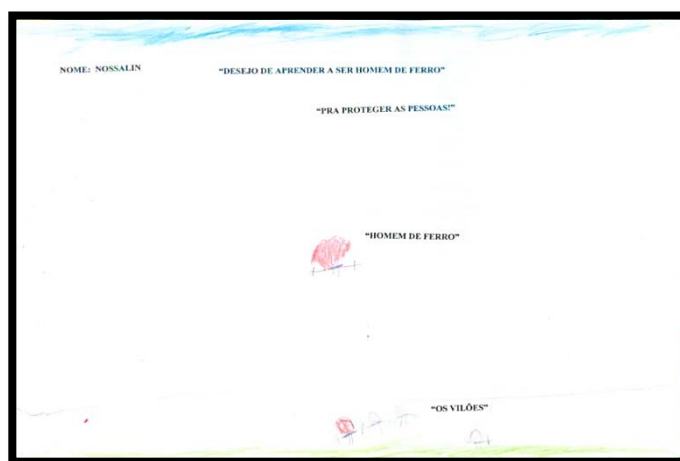 NOME: NOSSALIN "DESEJO DE APRENDER A SER HOMEM DE FERRO"
"PRA PROTEGER AS PESSOAS!"
"HOMEM DE FERRO"
"OS VILÕES"